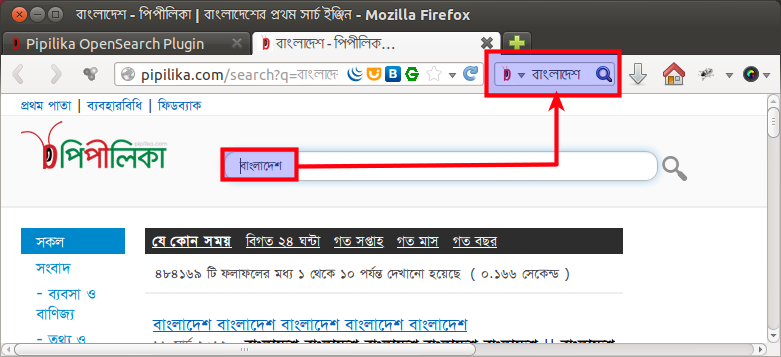 বাংলাদেশ - পিপীলিকা | বাংলাদেশের প্রথম সার্চ ইঞ্জিন - Mozilla Firefox
Pipilika OpenSearch Plugin বাংলাদেশ - পিপীলিক...
pipilika.com/search?q=বাংলাদে বাংলাদেশ
প্রথম পাতা | ব্যবহারবিধি | ফিডব্যাক
পিপীলিকা
বাংলাদেশ
সকল যে কোন সময় বিগত ২৪ ঘন্টা গত সপ্তাহ গত মাস গত বছর
সংবাদ ৪৮৪১৬৯ টি ফলাফলের মধ্য ১ থেকে ১০ পর্যন্ত দেখানো হয়েছে ( ০.১৬৬ সেকেন্ড )
- ব্যবসা ও
বাণিজ্য
বাংলাদেশ বাংলাদেশ বাংলাদেশ বাংলাদেশ বাংলাদেশ
- তথ্য ও